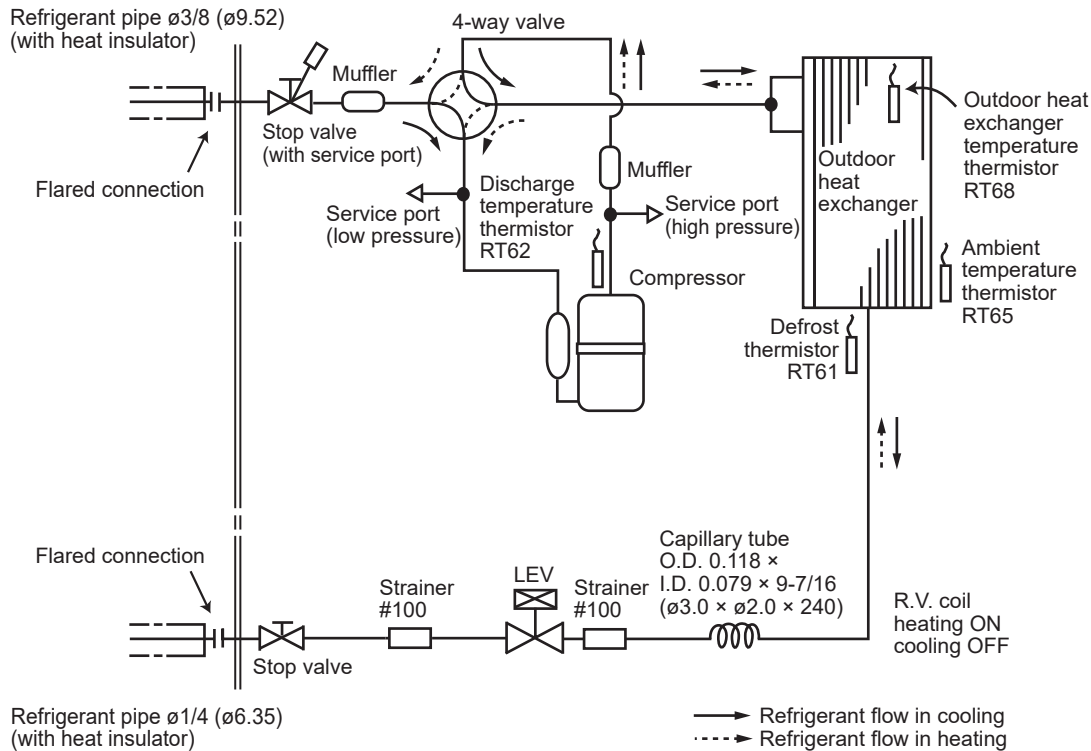 Refrigerant pipe ø3/8 (ø9.52)
(with heat insulator)
4-way valve
Muffler
Stop valve
(with service port)
Flared connection
Service port
(low pressure)
Discharge
temperature
thermistor
RT62
Muffler
Service port
(high pressure)
Compressor
Outdoor
heat
exchanger
Outdoor heat
exchanger
temperature
thermistor
RT68
Ambient
temperature
thermistor
RT65
Defrost
thermistor
RT61
Flared connection
Stop valve
Strainer
#100
LEV
Strainer
#100
Capillary tube
O.D. 0.118 ×
I.D. 0.079 × 9-7/16
(ø3.0 × ø2.0 × 240)
R.V. coil
heating ON
cooling OFF
Refrigerant pipe ø1/4 (ø6.35)
(with heat insulator)
Refrigerant flow in cooling
Refrigerant flow in heating